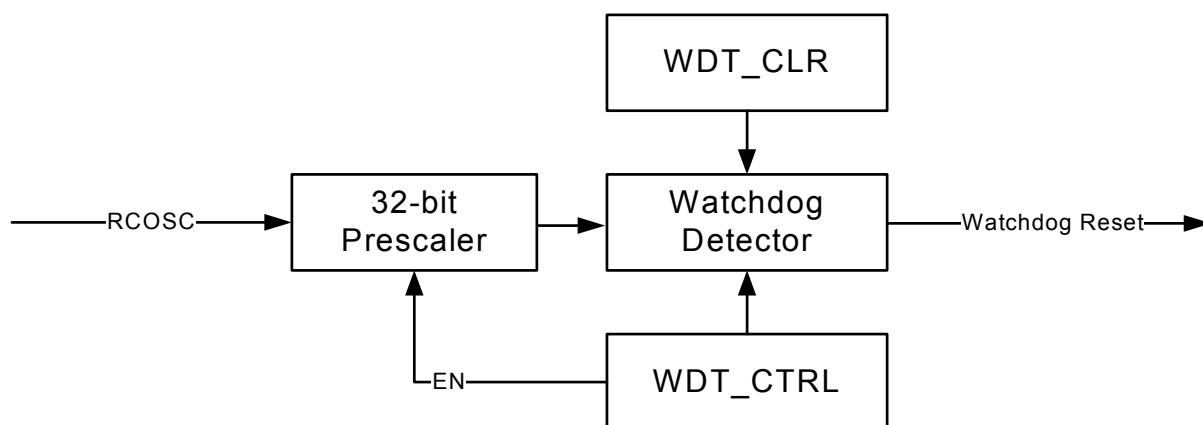 WDT_CLR
RCOSC
32-bit
Prescaler
Watchdog
Detector
Watchdog Reset
EN
WDT_CTRL